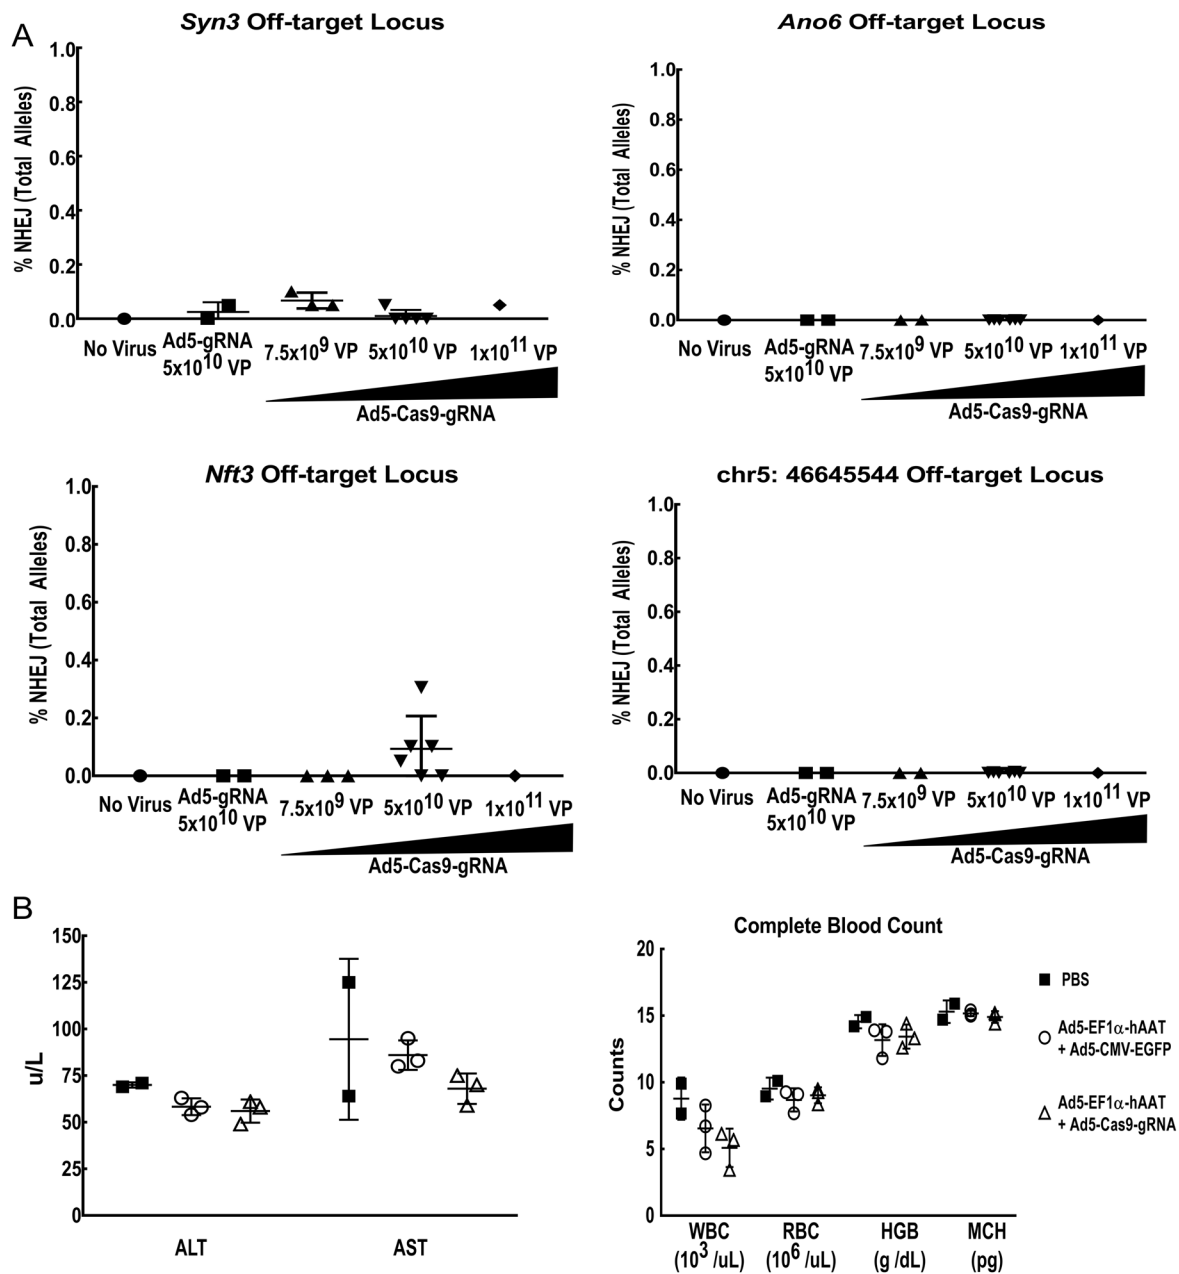 A
Syn3 Off-target Locus
% NHEJ (Total Alleles)
1.0
0.8
0.6
0.4
0.2
0.0
No Virus
Ad5-gRNA
5x10^10 VP
7.5x10^9 VP
5x10^10 VP
1x10^11 VP
Ad5-Cas9-gRNA
Ano6 Off-target Locus
% NHEJ (Total Alleles)
1.0
0.8
0.6
0.4
0.2
0.0
No Virus
Ad5-gRNA
5x10^10 VP
7.5x10^9 VP
5x10^10 VP
1x10^11 VP
Ad5-Cas9-gRNA
Nft3 Off-target Locus
% NHEJ (Total Alleles)
1.0
0.8
0.6
0.4
0.2
0.0
No Virus
Ad5-gRNA
5x10^10 VP
7.5x10^9 VP
5x10^10 VP
1x10^11 VP
Ad5-Cas9-gRNA
chr5: 46645544 Off-target Locus
% NHEJ (Total Alleles)
1.0
0.8
0.6
0.4
0.2
0.0
No Virus
Ad5-gRNA
5x10^10 VP
7.5x10^9 VP
5x10^10 VP
1x10^11 VP
Ad5-Cas9-gRNA
B
u/L
150
125
100
75
50
25
0
ALT
AST
Complete Blood Count
Counts
20
15
10
5
0
WBC
(10^3 /uL)
RBC
(10^6 /uL)
HGB
(g /dL)
MCH
(pg)
PBS
Ad5-EF1α-hAAT
+ Ad5-CMV-EGFP
Ad5-EF1α-hAAT
+ Ad5-Cas9-gRNA